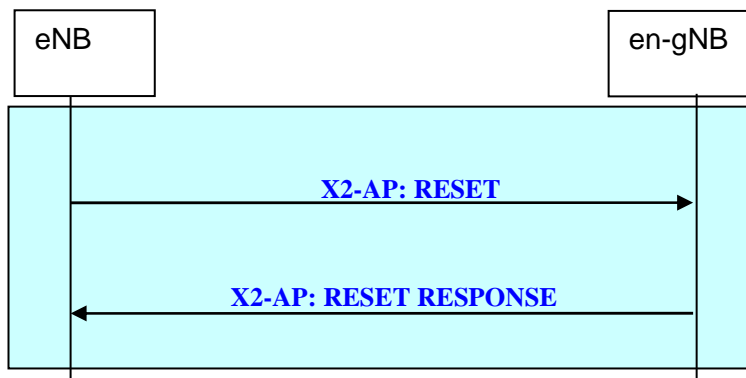 eNB
en-gNB
X2-AP: RESET
X2-AP: RESET RESPONSE